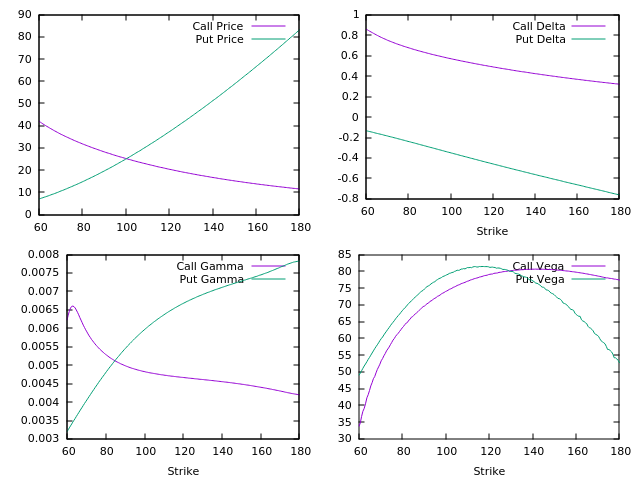 90
80
70
60
50
40
30
20
10
0
60 80 100 120 140 160 180
Call Price
Put Price
1
0.8
0.6
0.4
0.2
0
-0.2
-0.4
-0.6
-0.8
60 80 100 120 140 160 180
Strike
Call Delta
Put Delta
0.008
0.0075
0.007
0.0065
0.006
0.0055
0.005
0.0045
0.004
0.0035
0.003
60 80 100 120 140 160 180
Strike
Call Gamma
Put Gamma
85
80
75
70
65
60
55
50
45
40
35
30
60 80 100 120 140 160 180
Strike
Call Vega
Put Vega